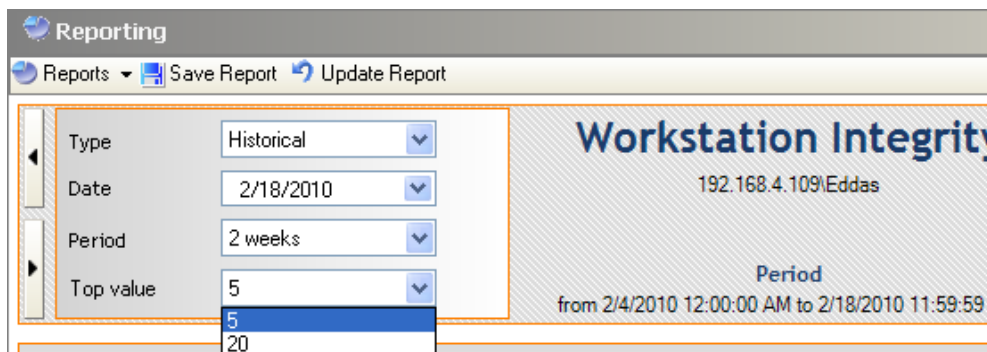 Reporting
Reports Save Report Update Report
Type Historical
Date 2/18/2010
Period 2 weeks
Top value 5
5
20
Workstation Integrity
192.168.4.109\Eddas
Period
from 2/4/2010 12:00:00 AM to 2/18/2010 11:59:59